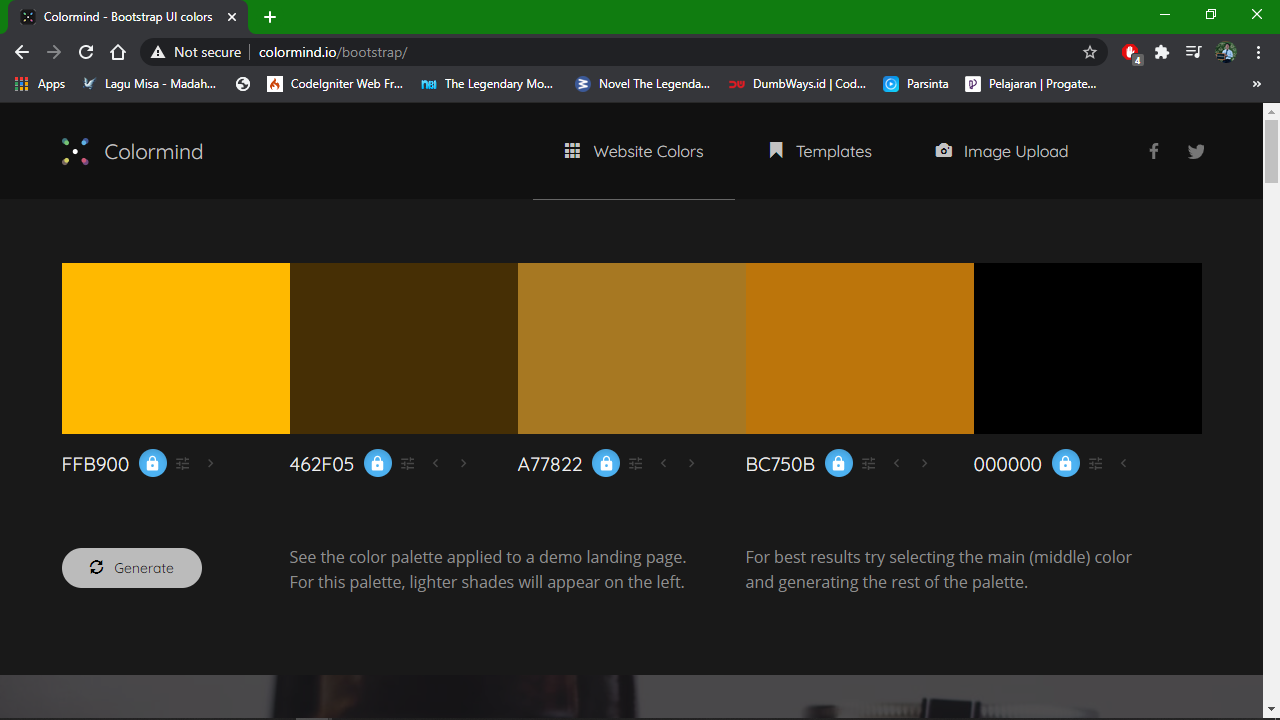 Colormind - Bootstrap UI colors
Not secure colormind.io/bootstrap/
4
Apps Lagu Misa - Madah... CodeIgniter Web Fr... NBI The Legendary Mo... Novel The Legenda... DumbWays.id | Cod... Parsinta Pelajaran | Progate...
Colormind Website Colors Templates Image Upload
FFB900 462F05 A77822 BC750B 000000
Generate
See the color palette applied to a demo landing page.
For this palette, lighter shades will appear on the left.
For best results try selecting the main (middle) color
and generating the rest of the palette.